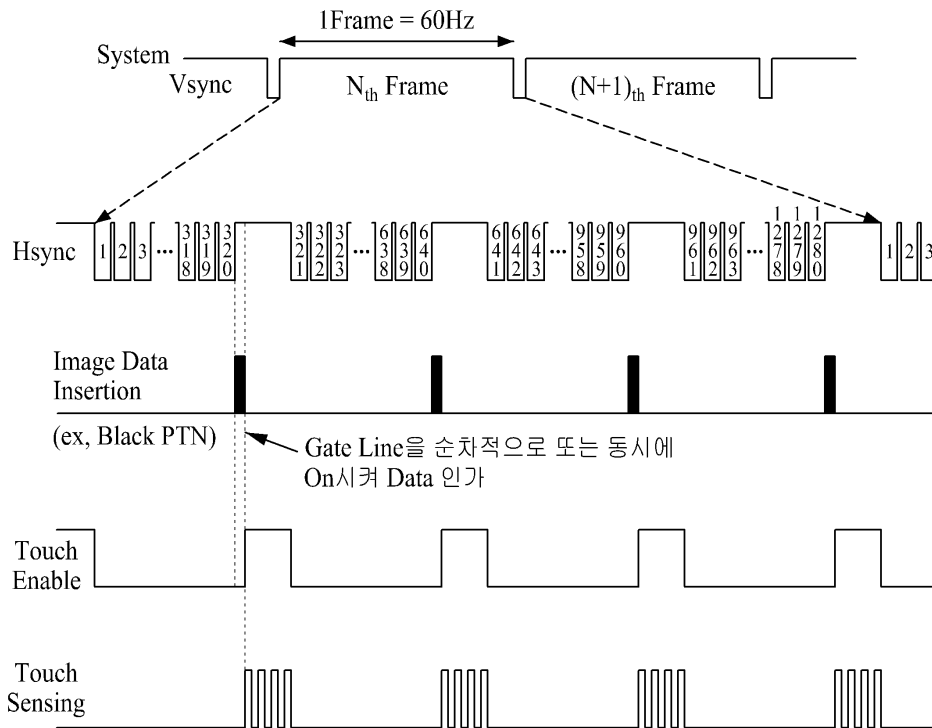 1Frame = 60Hz
System
Vsync
Nth Frame
(N+1)th Frame
Hsync
1 2 3 ... 318 319 320
321 322 323 ... 638 639 640
641 642 643 ... 958 959 960
961 962 963 ... 1278 1279 1280
1 2 3
Image Data
Insertion
(ex, Black PTN)
Gate Line을 순차적으로 또는 동시에
On시켜 Data 인가
Touch
Enable
Touch
Sensing